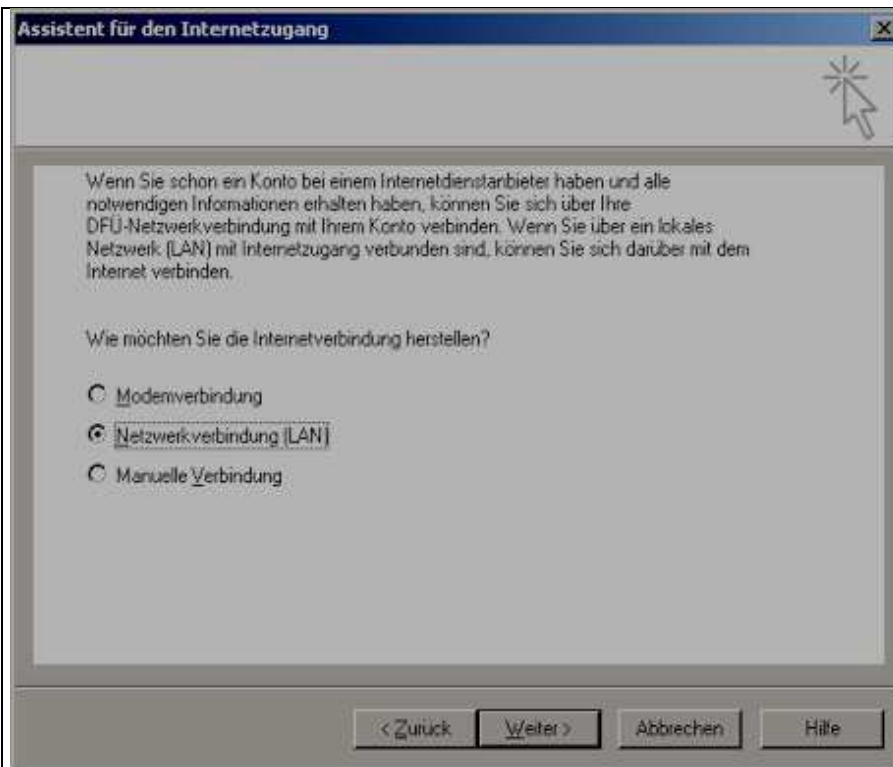 Assistent für den Internetzugang
Wenn Sie schon ein Konto bei einem Internetdienstanbieter haben und alle
notwendigen Informationen erhalten haben, können Sie sich über Ihre
DFÜ-Netzwerkverbindung mit Ihrem Konto verbinden. Wenn Sie über ein lokales
Netzwerk (LAN) mit Internetzugang verbunden sind, können Sie sich darüber mit dem
Internet verbinden.
Wie möchten Sie die Internetverbindung herstellen?
Modemverbindung
Netzwerkverbindung (LAN)
Manuelle Verbindung
< Zurück Weiter > Abbrechen Hilfe